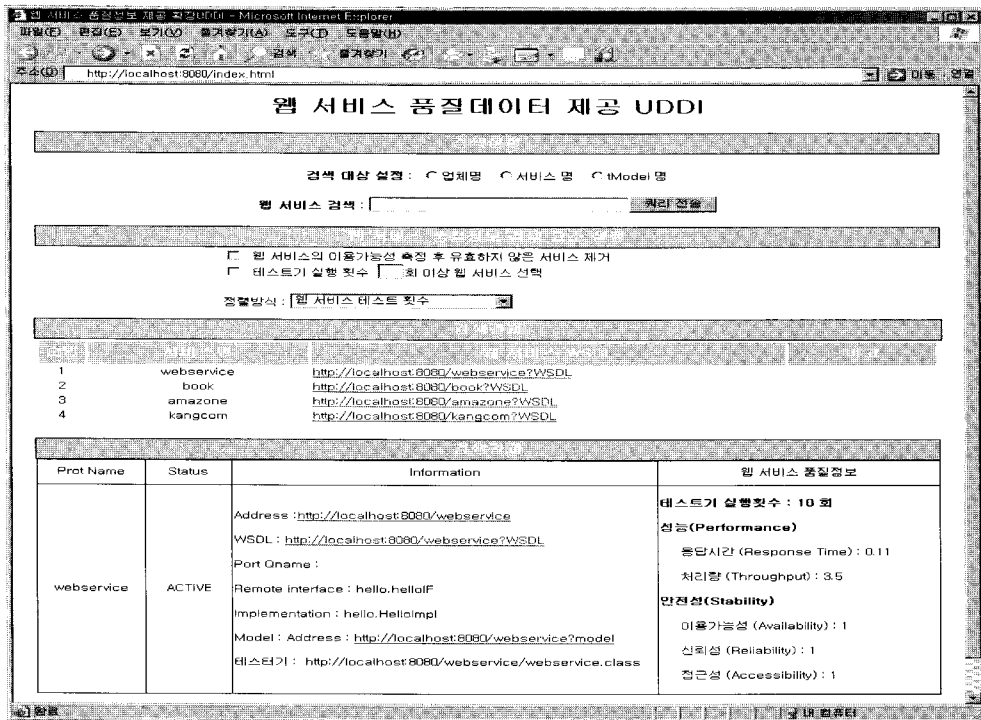 웹 서비스 품질정보 제공 확장UDDI - Microsoft Internet Explorer
파일(F) 편집(E) 보기(V) 즐겨찾기(A) 도구(T) 도움말(H)
검색 즐겨찾기
주소(D) http://localhost:8080/index.html 이동 연결
웹 서비스 품질데이터 제공 UDDI
검색 대상 설정 : 업체명 서비스 명 tModel 명
웹 서비스 검색 : 쿼리 전송
웹 서비스의 이용가능성 측정 후 유효하지 않은 서비스 제거
테스트기 실행 횟수 회 이상 웹 서비스 선택
정렬방식 : 웹 서비스 테스트 횟수
1 webservice http://localhost:8080/webservice?WSDL
2 book http://localhost:8080/book?WSDL
3 amazone http://localhost:8080/amazone?WSDL
4 kangcom http://localhost:8080/kangcom?WSDL
Prot Name Status Information 웹 서비스 품질정보
webservice ACTIVE
Address : http://localhost:8080/webservice
WSDL : http://localhost:8080/webservice?WSDL
Port Qname :
Remote interface : hello.helloIF
Implementation : hello.HelloImpl
Model : Address : http://localhost:8080/webservice?model
테스터기 : http://localhost:8080/webservice/webservice.class
테스트기 실행횟수 : 10 회
성능(Performance)
응답시간 (Response Time) : 0.11
처리량 (Throughput) : 3.5
안전성(Stability)
이용가능성 (Availability) : 1
신뢰성 (Reliability) : 1
접근성 (Accessibility) : 1
완료 내 컴퓨터